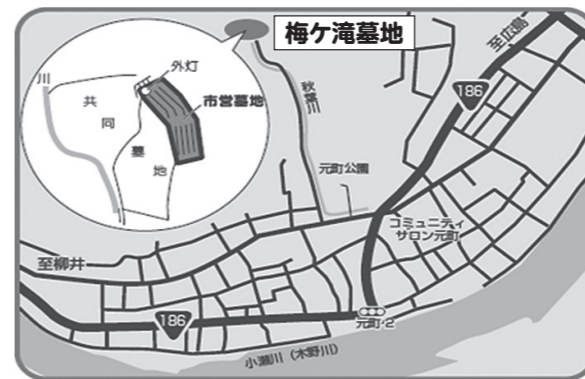 梅ケ滝墓地
至広島
186
外灯
川
市営墓地
共同墓地
秋葉川
元町公園
コミュニティ
サロン元町
至柳井
186
元町・2
小瀬川（木野川）